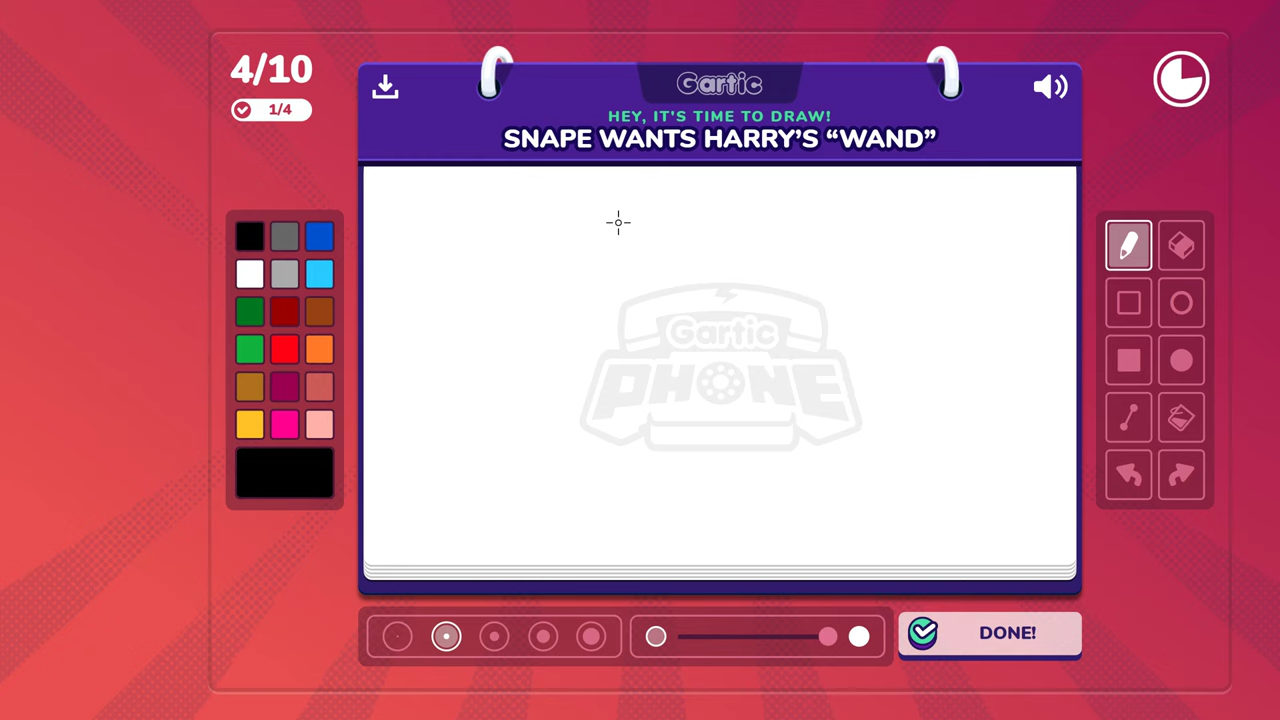 4/10
1/4
Gartic
HEY, IT'S TIME TO DRAW!
SNAPE WANTS HARRY'S “WAND”
Gartic
PHONE
DONE!